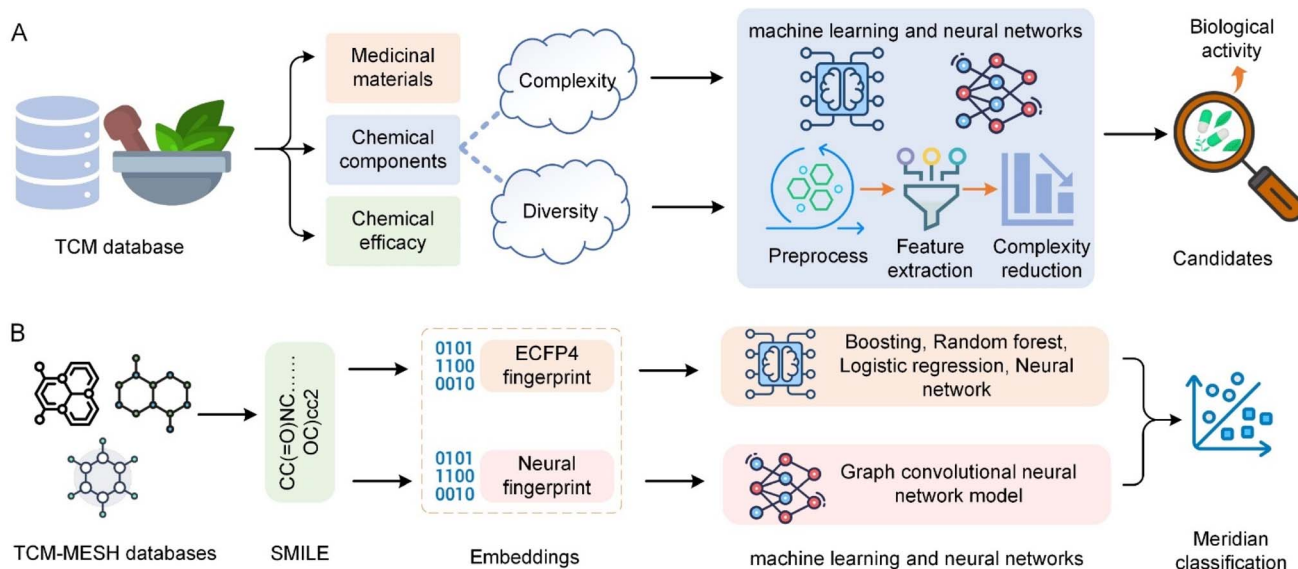 A
TCM database
Medicinal
materials
Chemical
components
Chemical
efficacy
Complexity
Diversity
machine learning and neural networks
Preprocess
Feature
extraction
Complexity
reduction
Biological
activity
Candidates
B
TCM-MESH databases
CC(=O)NC......
OC)cc2
SMILE
0101
1100
0010
ECFP4
fingerprint
0101
1100
0010
Neural
fingerprint
Embeddings
Boosting, Random forest,
Logistic regression, Neural
network
Graph convolutional neural
network model
machine learning and neural networks
Meridian
classification